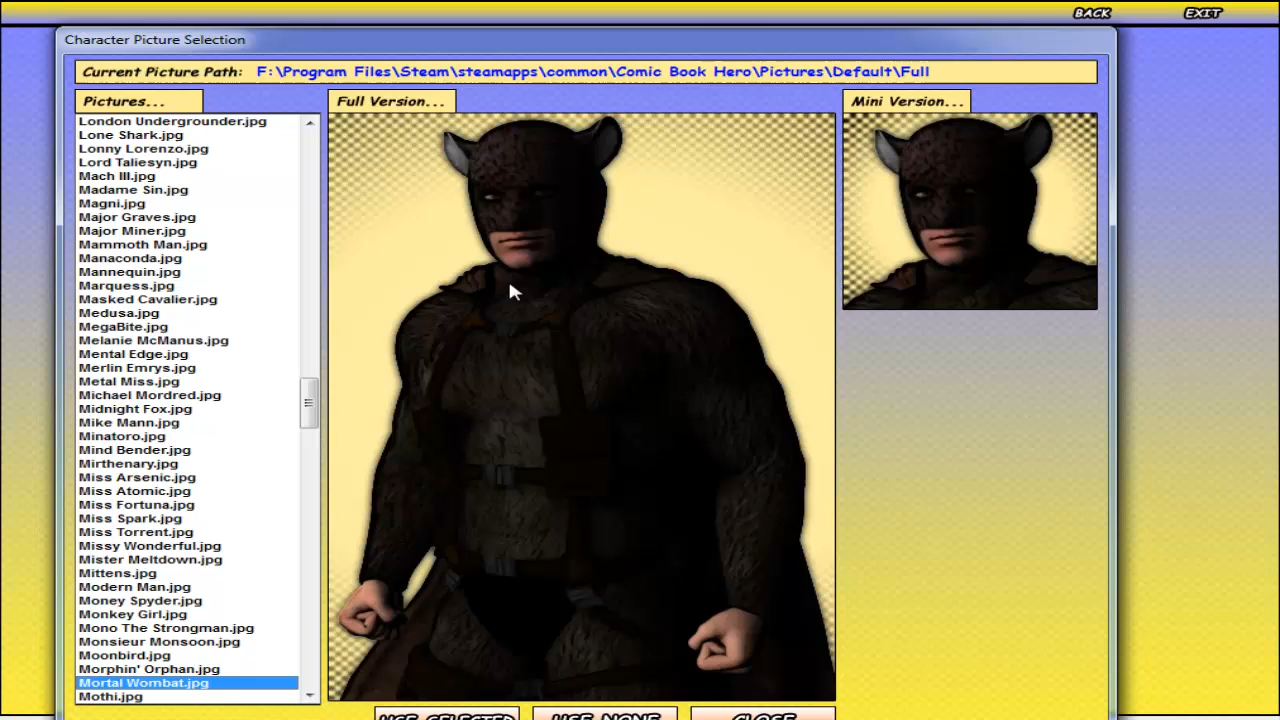 BACK
EXIT
Character Picture Selection
Current Picture Path: F:\Program Files\Steam\steamapps\common\Comic Book Hero\Pictures\Default\Full
Pictures...
Full Version...
Mini Version...
London Undergrounder.jpg
Lone Shark.jpg
Lonny Lorenzo.jpg
Lord Taliesyn.jpg
Mach III.jpg
Madame Sin.jpg
Magni.jpg
Major Graves.jpg
Major Miner.jpg
Mammoth Man.jpg
Manaconda.jpg
Mannequin.jpg
Marquess.jpg
Masked Cavalier.jpg
Medusa.jpg
MegaBite.jpg
Melanie McManus.jpg
Mental Edge.jpg
Merlin Emrys.jpg
Metal Miss.jpg
Michael Mordred.jpg
Midnight Fox.jpg
Mike Mann.jpg
Minatoro.jpg
Mind Bender.jpg
Mirthenary.jpg
Miss Arsenic.jpg
Miss Atomic.jpg
Miss Fortuna.jpg
Miss Spark.jpg
Miss Torrent.jpg
Missy Wonderful.jpg
Mister Meltdown.jpg
Mittens.jpg
Modern Man.jpg
Money Spyder.jpg
Monkey Girl.jpg
Mono The Strongman.jpg
Monsieur Monsoon.jpg
Moonbird.jpg
Morphin' Orphan.jpg
Mortal Wombat.jpg
Mothi.jpg
USE SELECTED
USE NONE
CLOSE